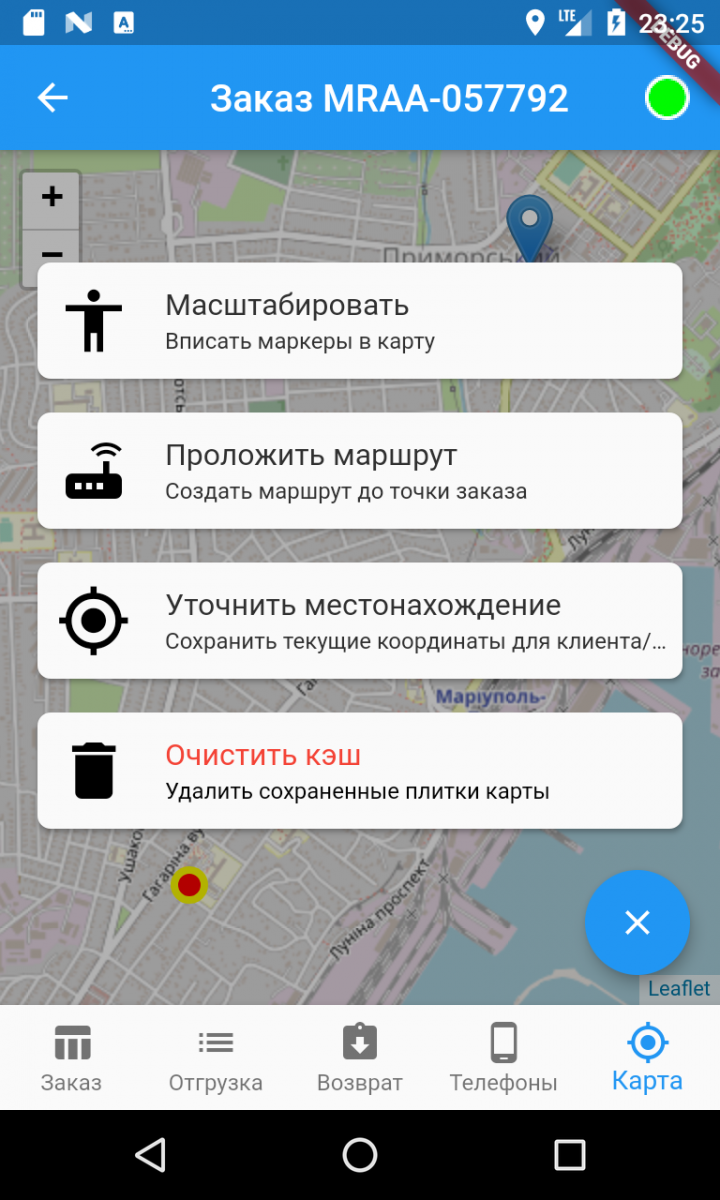 LTE 23:25
DEBUG
Заказ MRAA-057792
+
Приморський
−
Масштабировать
Вписать маркеры в карту
Проложить маршрут
Создать маршрут до точки заказа
Уточнить местонахождение
Сохранить текущие координаты для клиента/...
Маріуполь-
Очистить кэш
Удалить сохраненные плитки карты
Гагаріна ву
Луніна проспект
Leaflet
Заказ
Отгрузка
Возврат
Телефоны
Карта